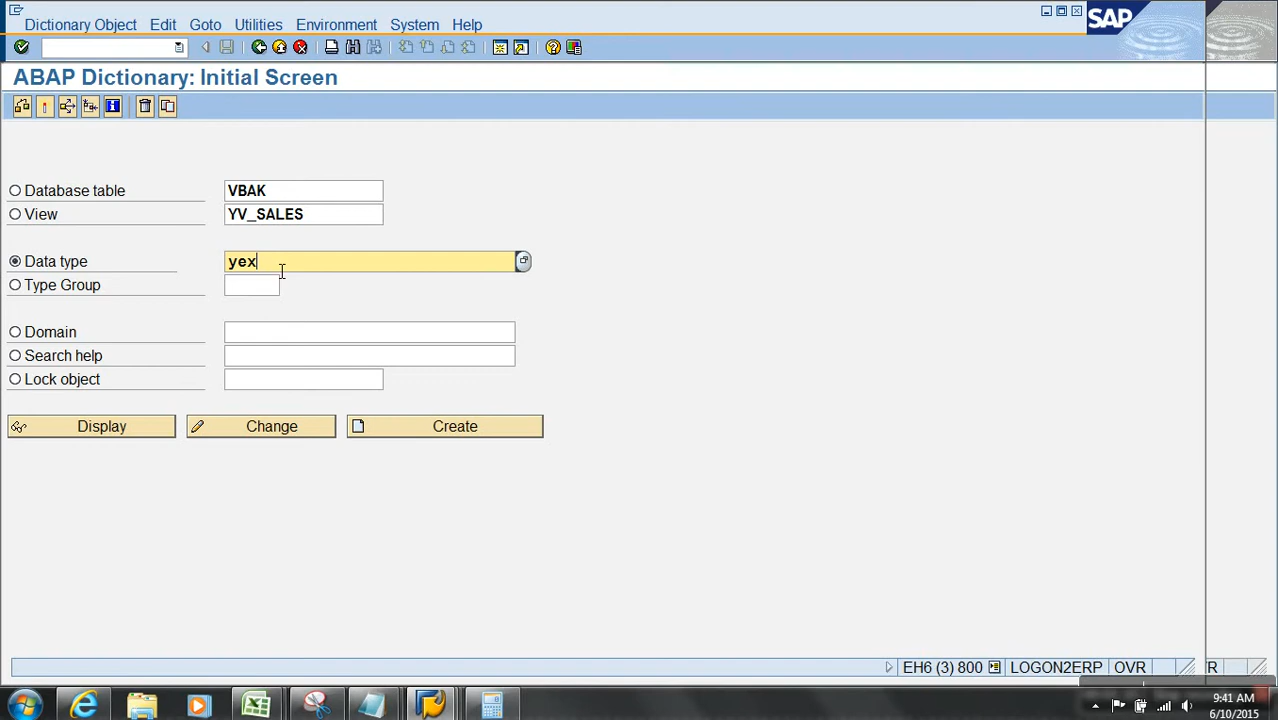 Dictionary Object Edit Goto Utilities Environment System Help
SAP
ABAP Dictionary: Initial Screen
Database table VBAK
View YV_SALES
Data type yex
Type Group
Domain
Search help
Lock object
Display Change Create
EH6 (3) 800 LOGON2ERP OVR
9:41 AM
6/10/2015